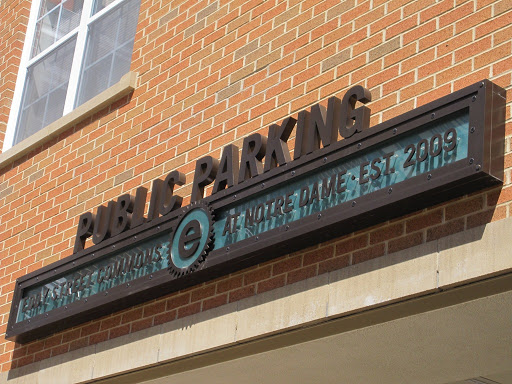 PUBLIC PARKING
EDDY STREET COMMONS e AT NOTRE DAME · EST. 2009